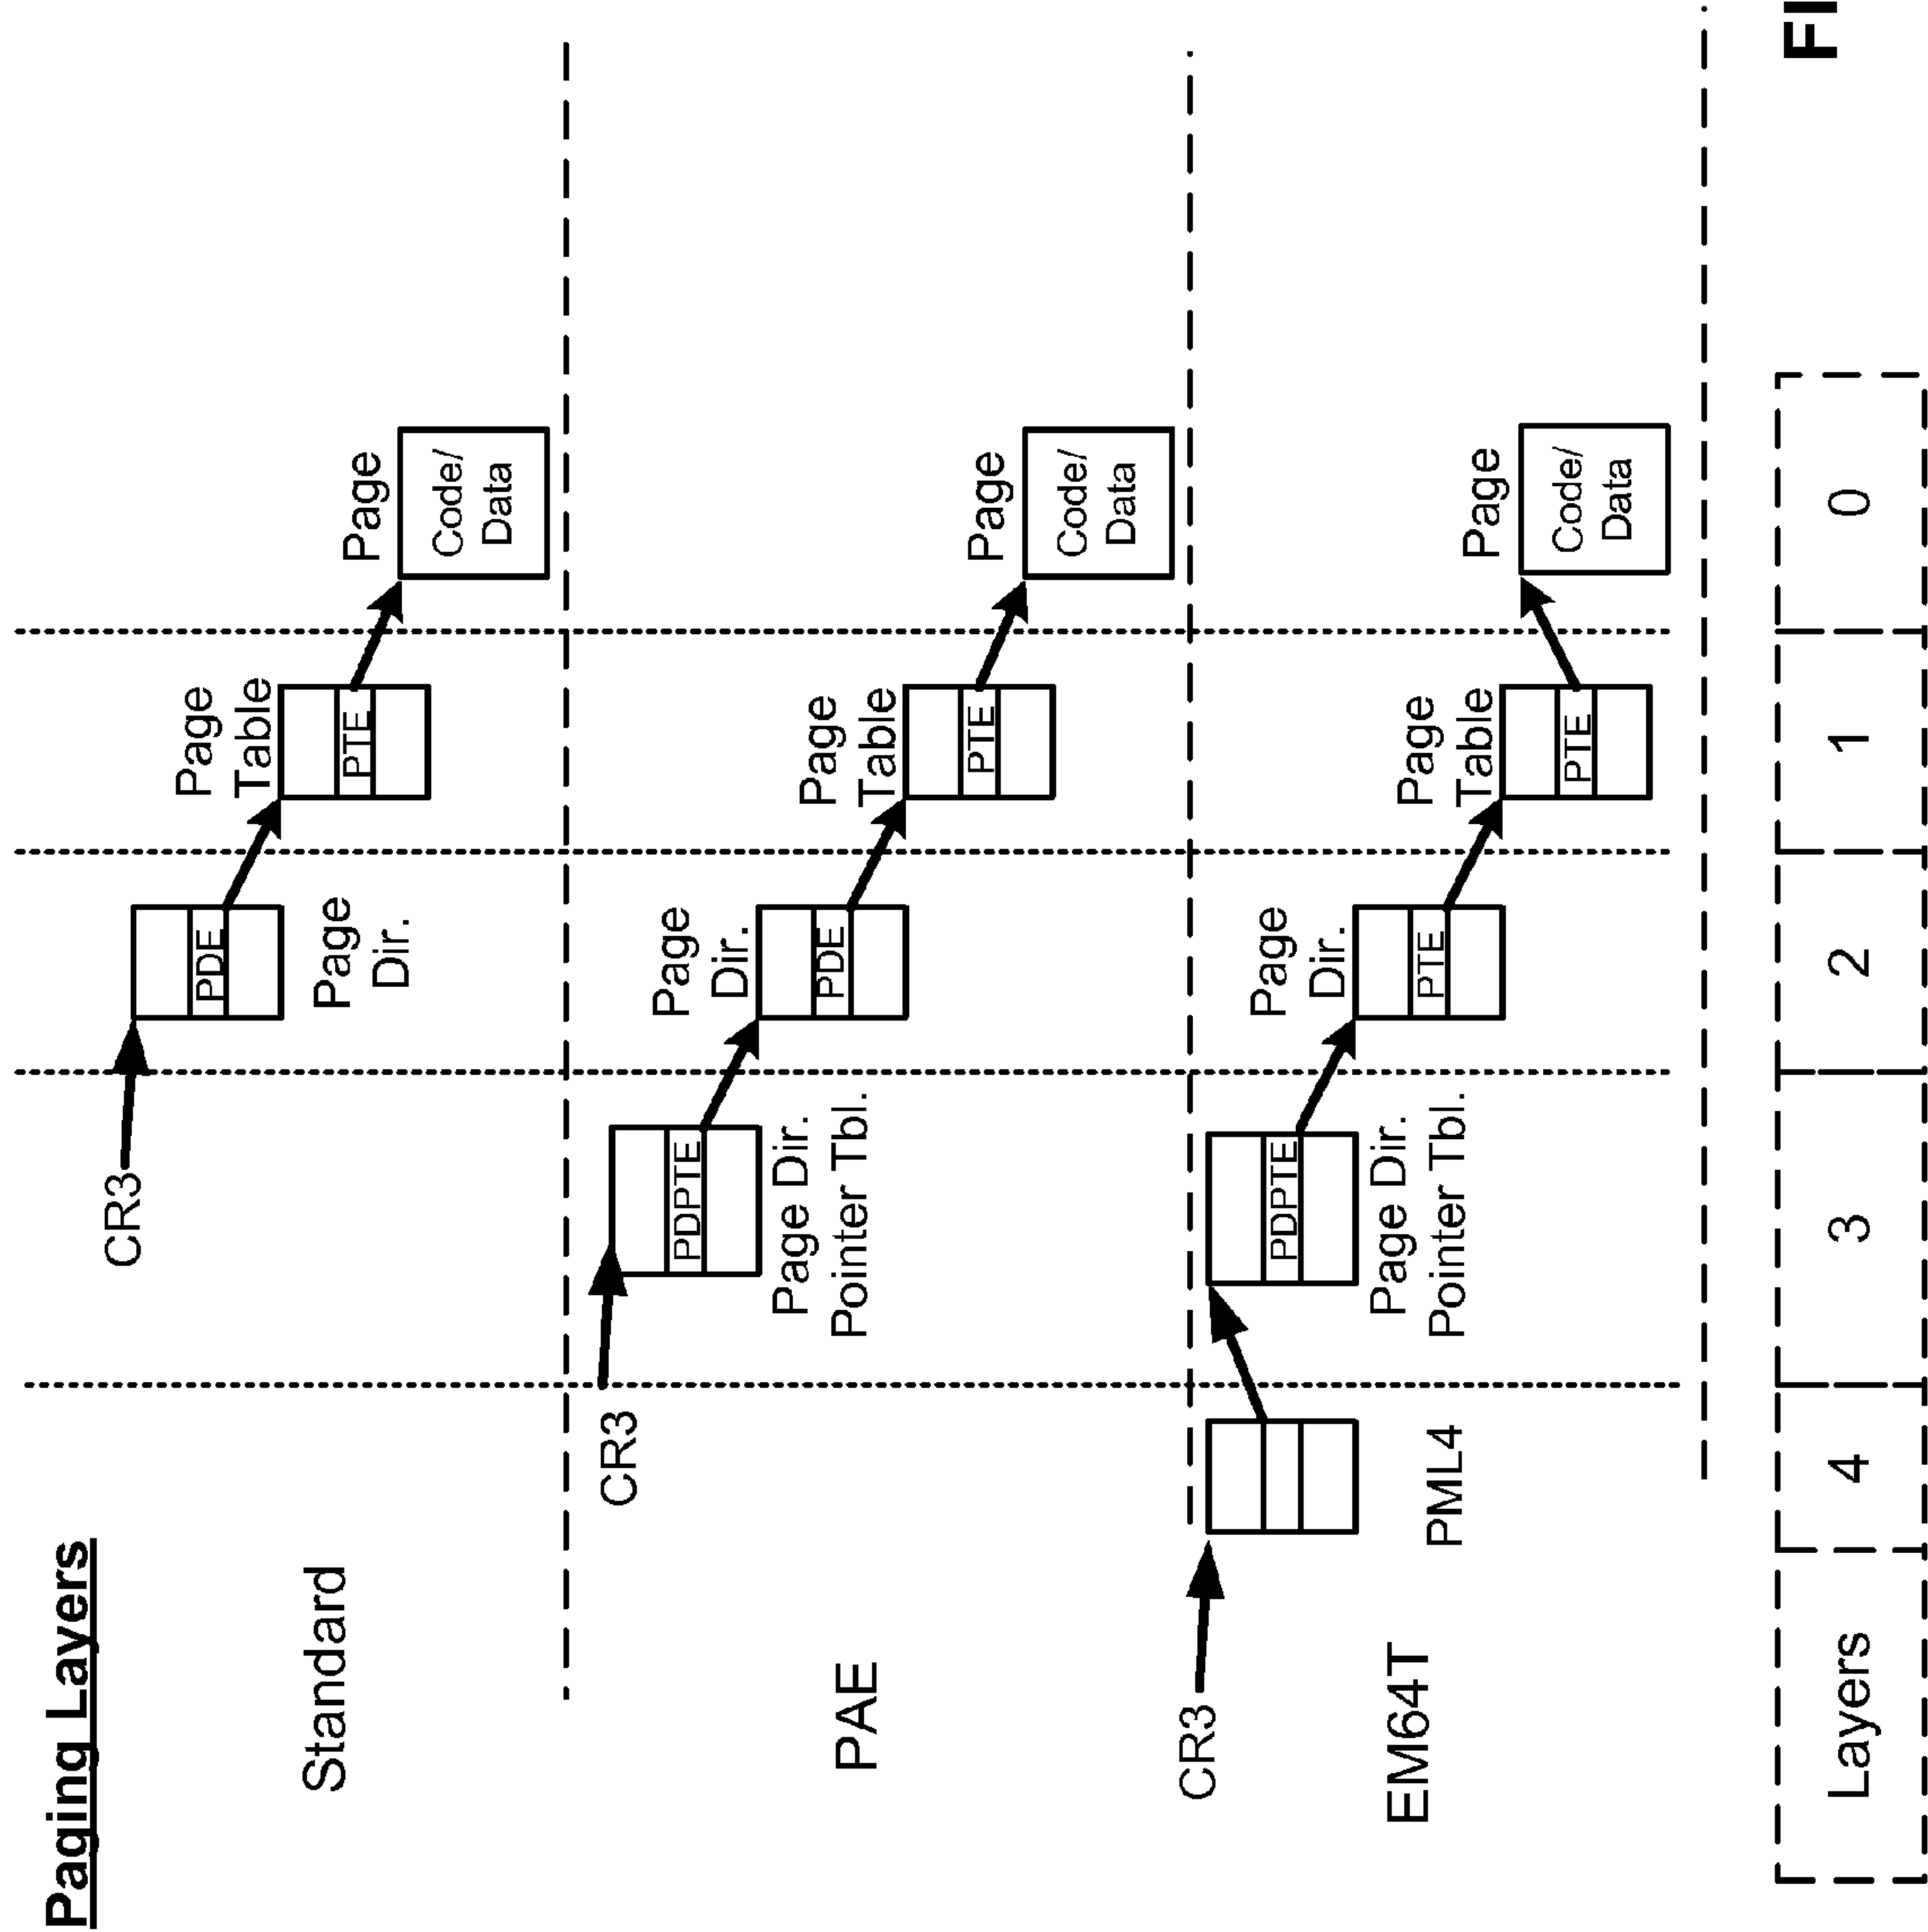 Paging Layers
Standard
CR3
PDE
Page
Dir.
Page
Table
PTE
Page
Code/
Data
PAE
CR3
PDPTE
Page Dir.
Pointer Tbl.
Page
Dir.
PDE
Page
Table
PTE
Page
Code/
Data
EM64T
CR3
PML4
PDPTE
Page Dir.
Pointer Tbl.
Page
Dir.
PTE
Page
Table
PTE
Page
Code/
Data
Layers 4 3 2 1 0